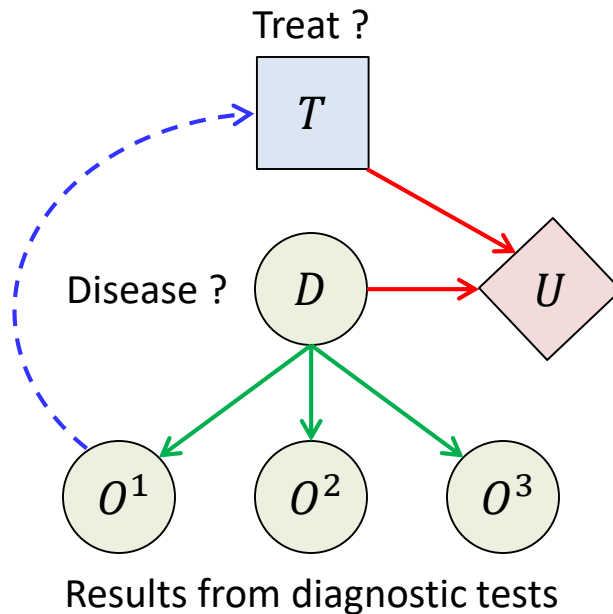 Treat ?
T
Disease ?
D
U
O¹
O²
O³
Results from diagnostic tests